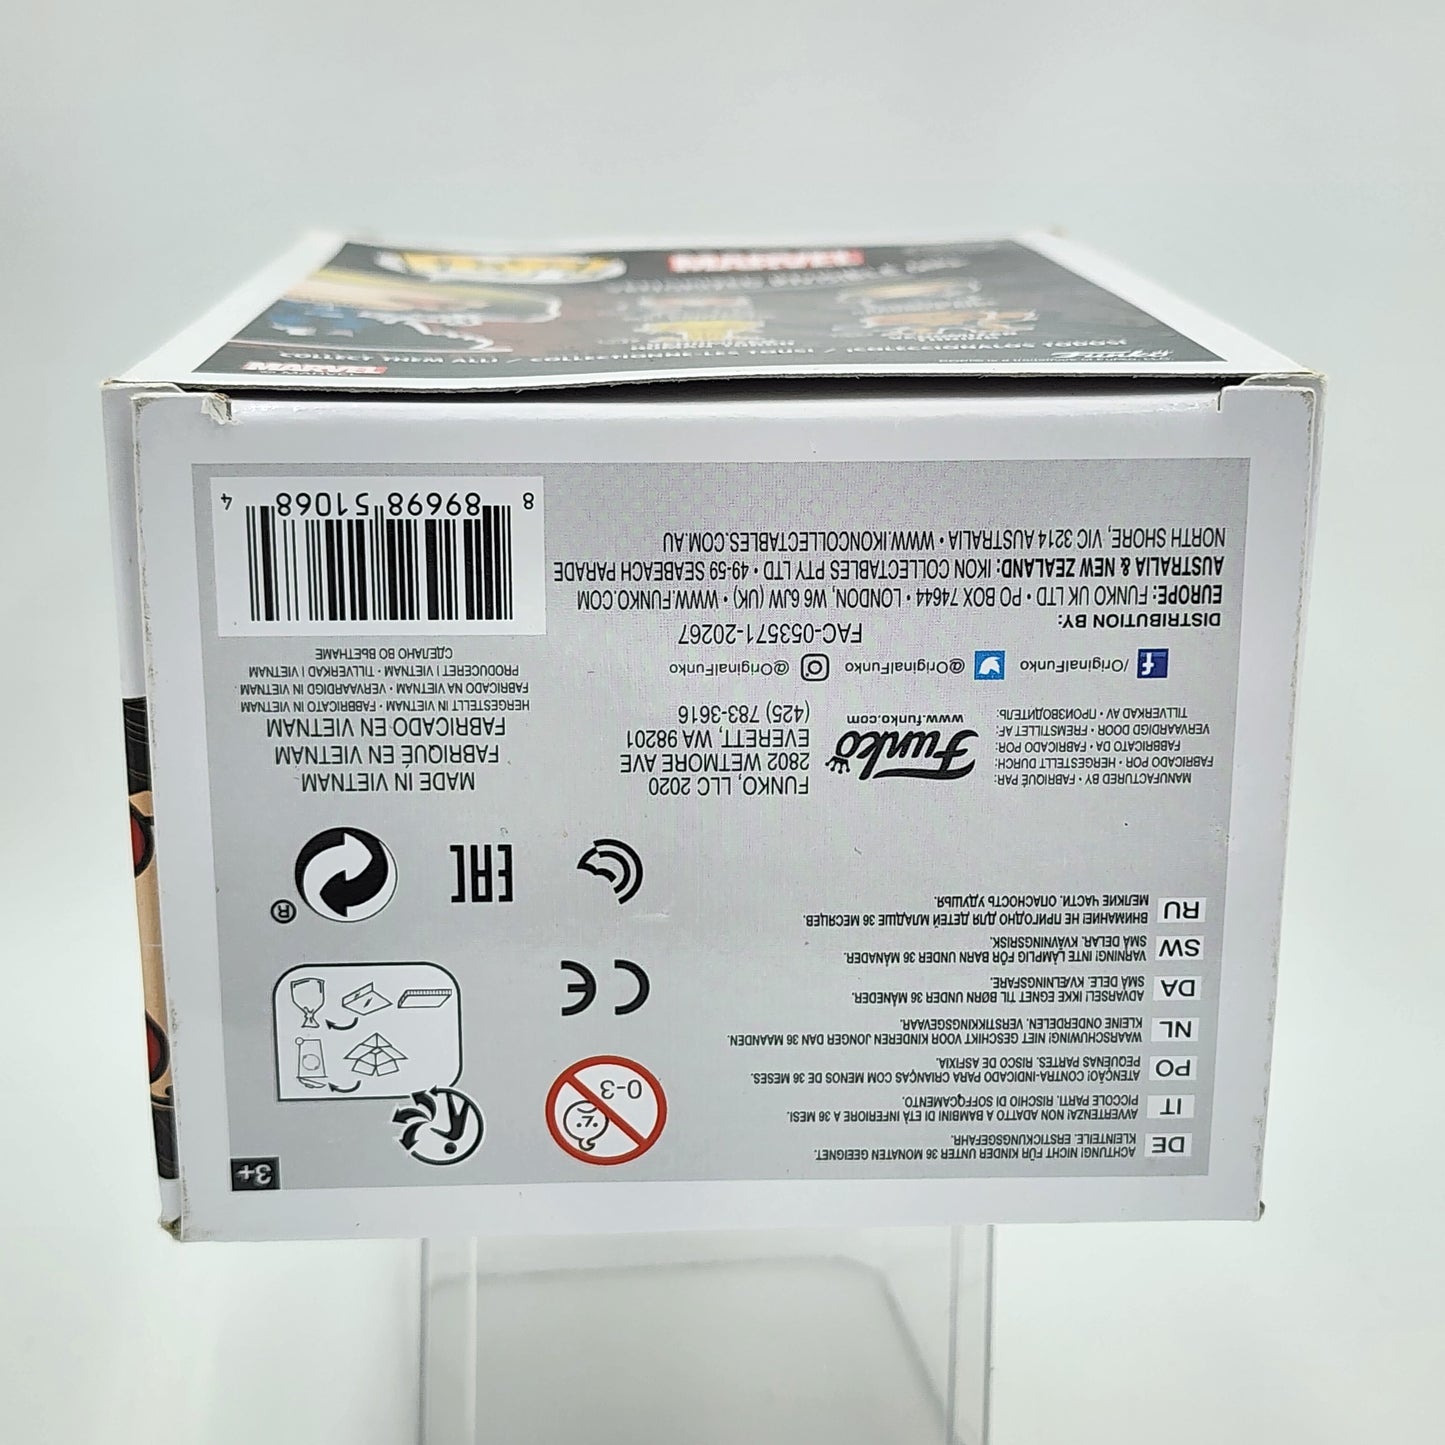 MARVEL
COLLECT THEM ALL! / COLLECTIONNE-LES TOUS! / ¡COLECCIÓNALOS TODOS!
MARVEL
Funko
3+
DE ACHTUNG! NICHT FÜR KINDER UNTER 36 MONATEN GEEIGNET.
KLEINTEILE. ERSTICKUNGSGEFAHR.
IT AVVERTENZA! NON ADATTO A BAMBINI DI ETÀ INFERIORE A 36 MESI.
PICCOLE PARTI. RISCHIO DI SOFFOCAMENTO.
PO ATENÇÃO! CONTRA-INDICADO PARA CRIANÇAS COM MENOS DE 36 MESES.
PEQUENAS PARTES. RISCO DE ASFIXIA.
NL WAARSCHUWING! NIET GESCHIKT VOOR KINDEREN JONGER DAN 36 MAANDEN.
KLEINE ONDERDELEN. VERSTIKKINGSGEVAAR.
DA ADVARSEL! IKKE EGNET TIL BØRN UNDER 36 MÅNEDER.
SMÅ DELE. KVÆLINGSFARE.
SW VARNING! INTE LÄMPLIG FÖR BARN UNDER 36 MÅNADER.
SMÅ DELAR. KVÄVNINGSRISK.
RU ВНИМАНИЕ! НЕ ПРИГОДНО ДЛЯ ДЕТЕЙ МЛАДШЕ 36 МЕСЯЦЕВ.
МЕЛКИЕ ЧАСТИ. ОПАСНОСТЬ УДУШЬЯ.
0-3
CE
EAC
®
MANUFACTURED BY • FABRIQUÉ PAR:
FABRICADO POR • HERGESTELLT DURCH:
FABBRICATO DA • FABRICADO POR:
VERVAARDIGD DOOR • FREMSTILLET AF:
TILLVERKAD AV • ПРОИЗВОДИТЕЛЬ:
Funko
www.funko.com
FUNKO, LLC 2020
2802 WETMORE AVE
EVERETT, WA 98201
(425) 783-3616
/OriginalFunko @OriginalFunko @OriginalFunko
FAC-053571-20267
DISTRIBUTION BY:
EUROPE: FUNKO UK LTD • PO BOX 74644 • LONDON, W6 6JW (UK) • WWW.FUNKO.COM
AUSTRALIA & NEW ZEALAND: IKON COLLECTABLES PTY LTD • 49-59 SEABEACH PARADE
NORTH SHORE, VIC 3214 AUSTRALIA • WWW.IKONCOLLECTABLES.COM.AU
MADE IN VIETNAM
FABRIQUÉ EN VIETNAM
FABRICADO EN VIETNAM
HERGESTELLT IN VIETNAM • FABBRICATO IN VIETNAM
FABRICADO NA VIETNAM • VERVAARDIGD IN VIETNAM
PRODUCERET I VIETNAM • TILLVERKAD I VIETNAM
СДЕЛАНО ВО ВЬЕТНАМЕ
8 89698 51068 4